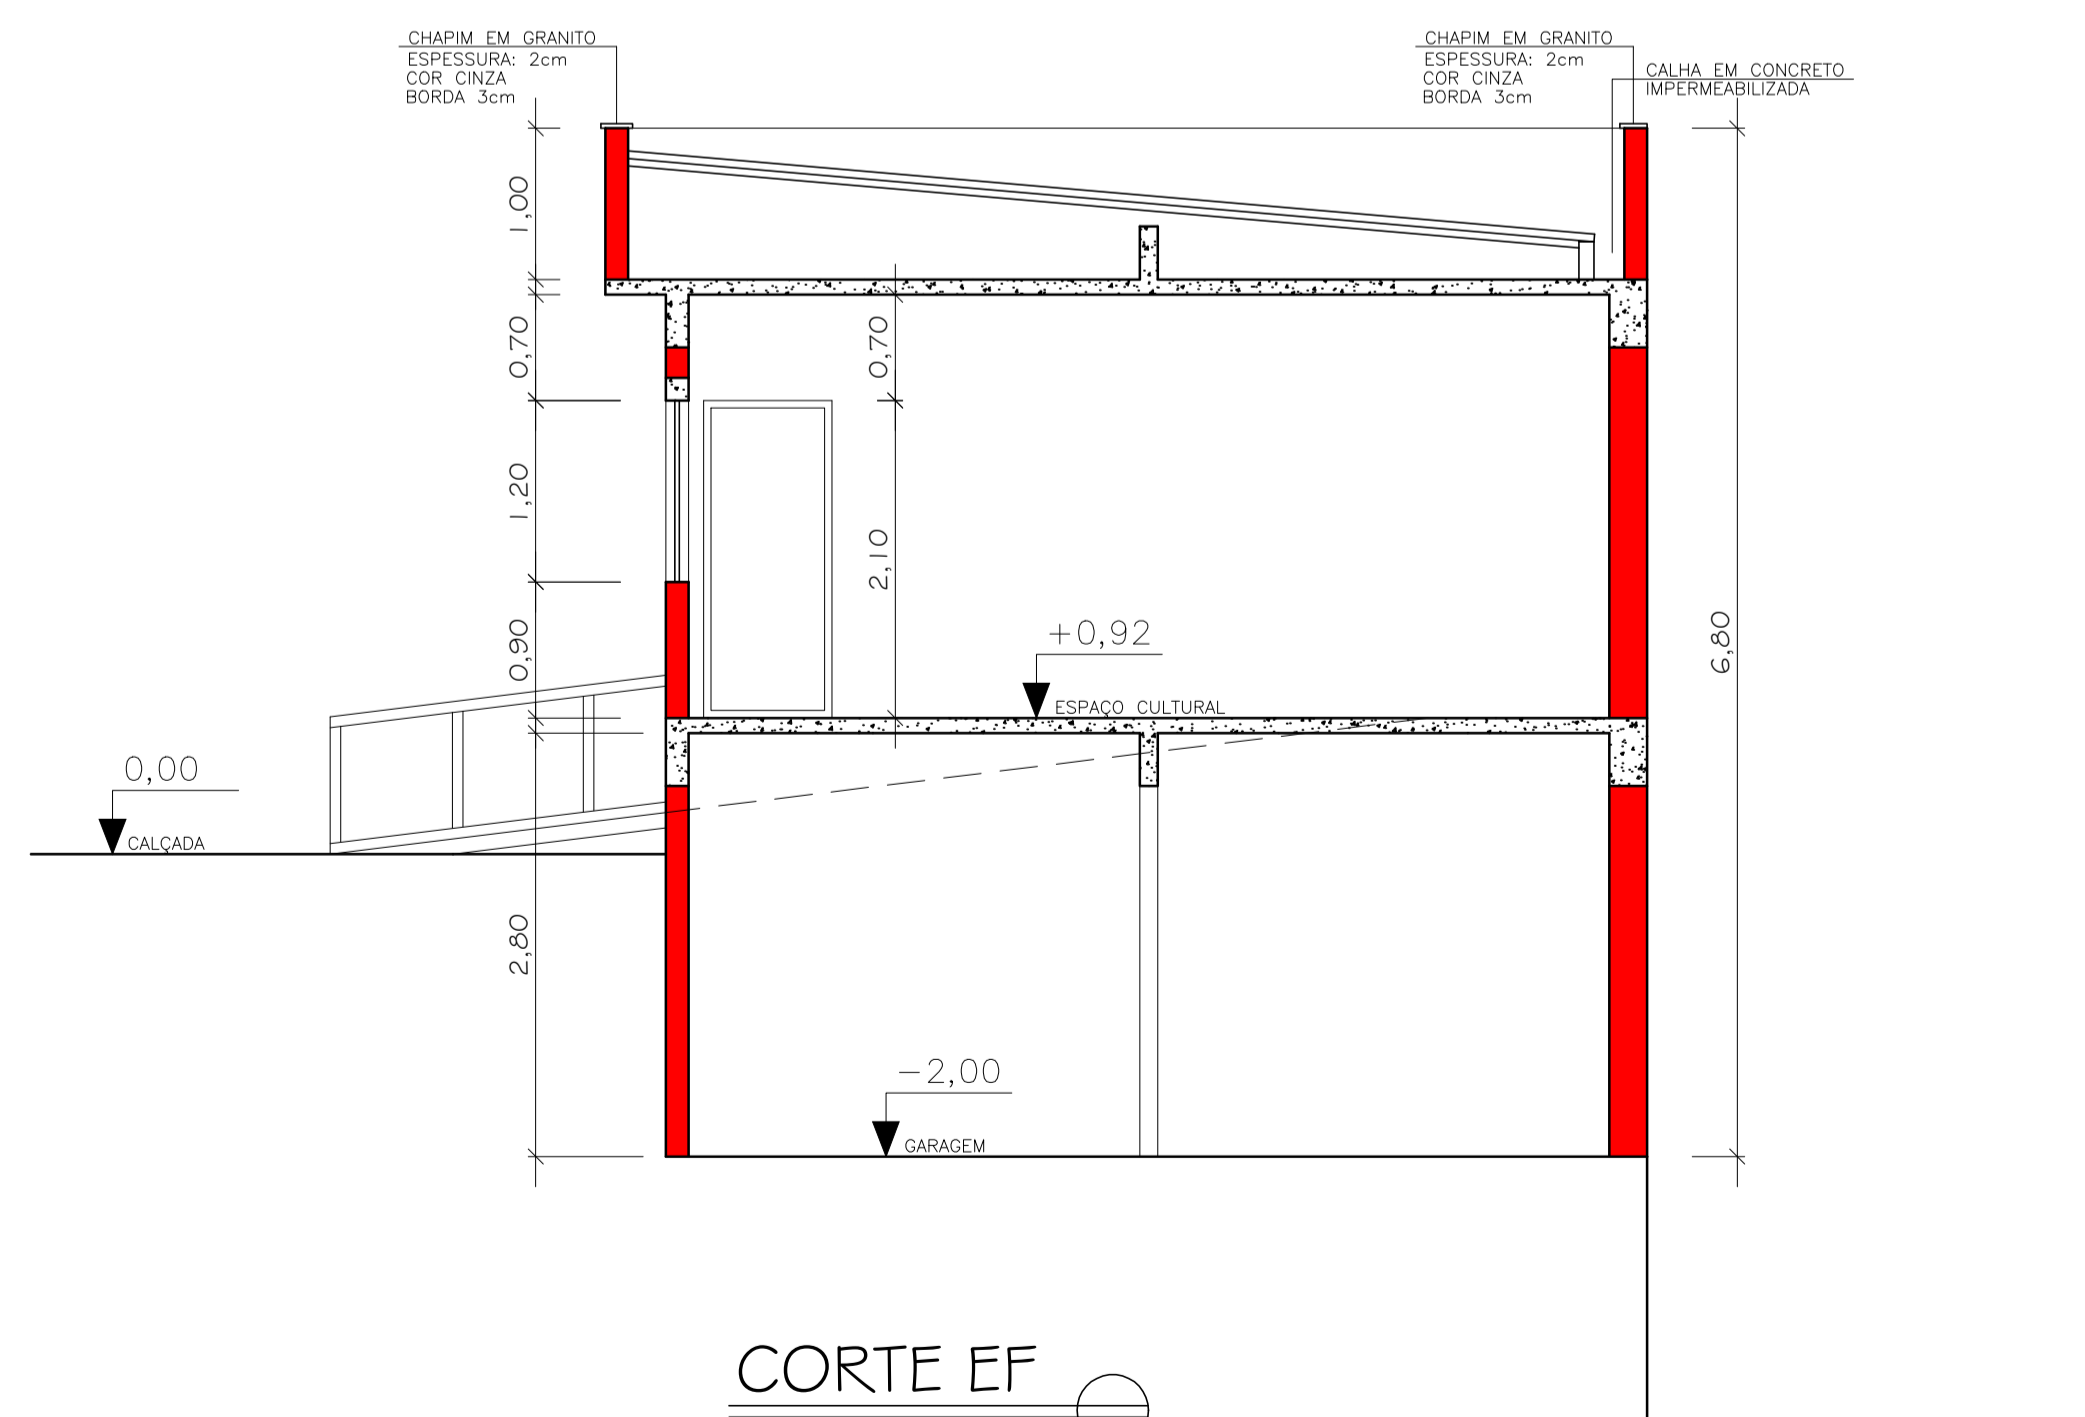 CHAPIM EM GRANITO
ESPESSURA: 2cm
COR CINZA
BORDA 3cm
CHAPIM EM GRANITO
ESPESSURA: 2cm
COR CINZA
BORDA 3cm
CALHA EM CONCRETO
IMPERMEABILIZADA
1,00
0,70
0,70
1,20
2,10
0,90
+0,92
ESPAÇO CULTURAL
6,80
0,00
CALÇADA
2,80
-2,00
GARAGEM
CORTE EF